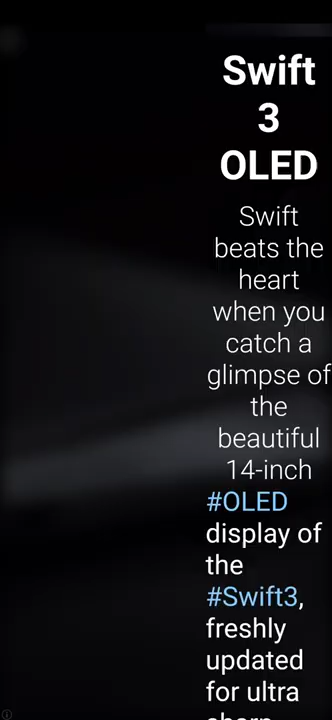 Swift
3
OLED
Swift
beats the
heart
when you
catch a
glimpse of
the
beautiful
14-inch
#OLED
display of
the
#Swift3,
freshly
updated
for ultra
sharp